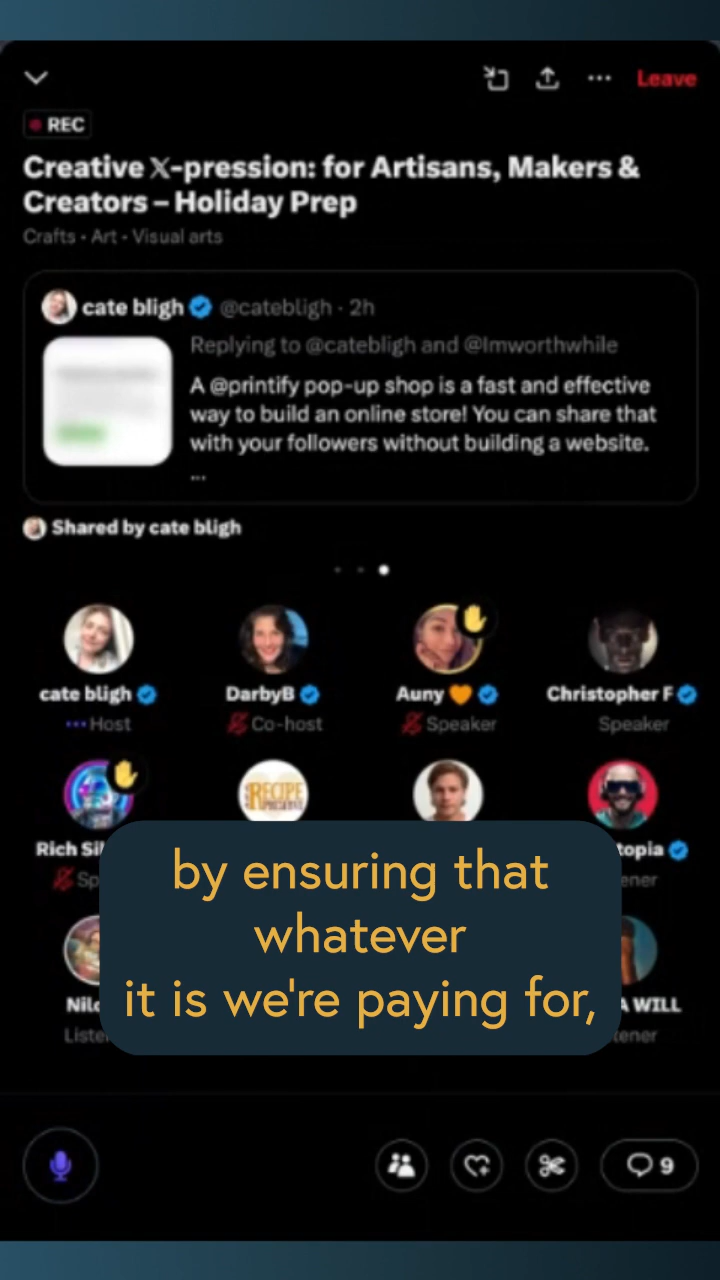 Leave
REC
Creative X-pression: for Artisans, Makers &
Creators – Holiday Prep
Crafts · Art · Visual arts
cate bligh @catebligh · 2h
Replying to @catebligh and @Imworthwhile
A @printify pop-up shop is a fast and effective
way to build an online store! You can share that
with your followers without building a website.
...
Shared by cate bligh
cate bligh DarbyB Auny 🧡 Christopher F
Host Co-host Speaker Speaker
RECIPE
Rich
by ensuring that
whatever
it is we're paying for,
WILL
9